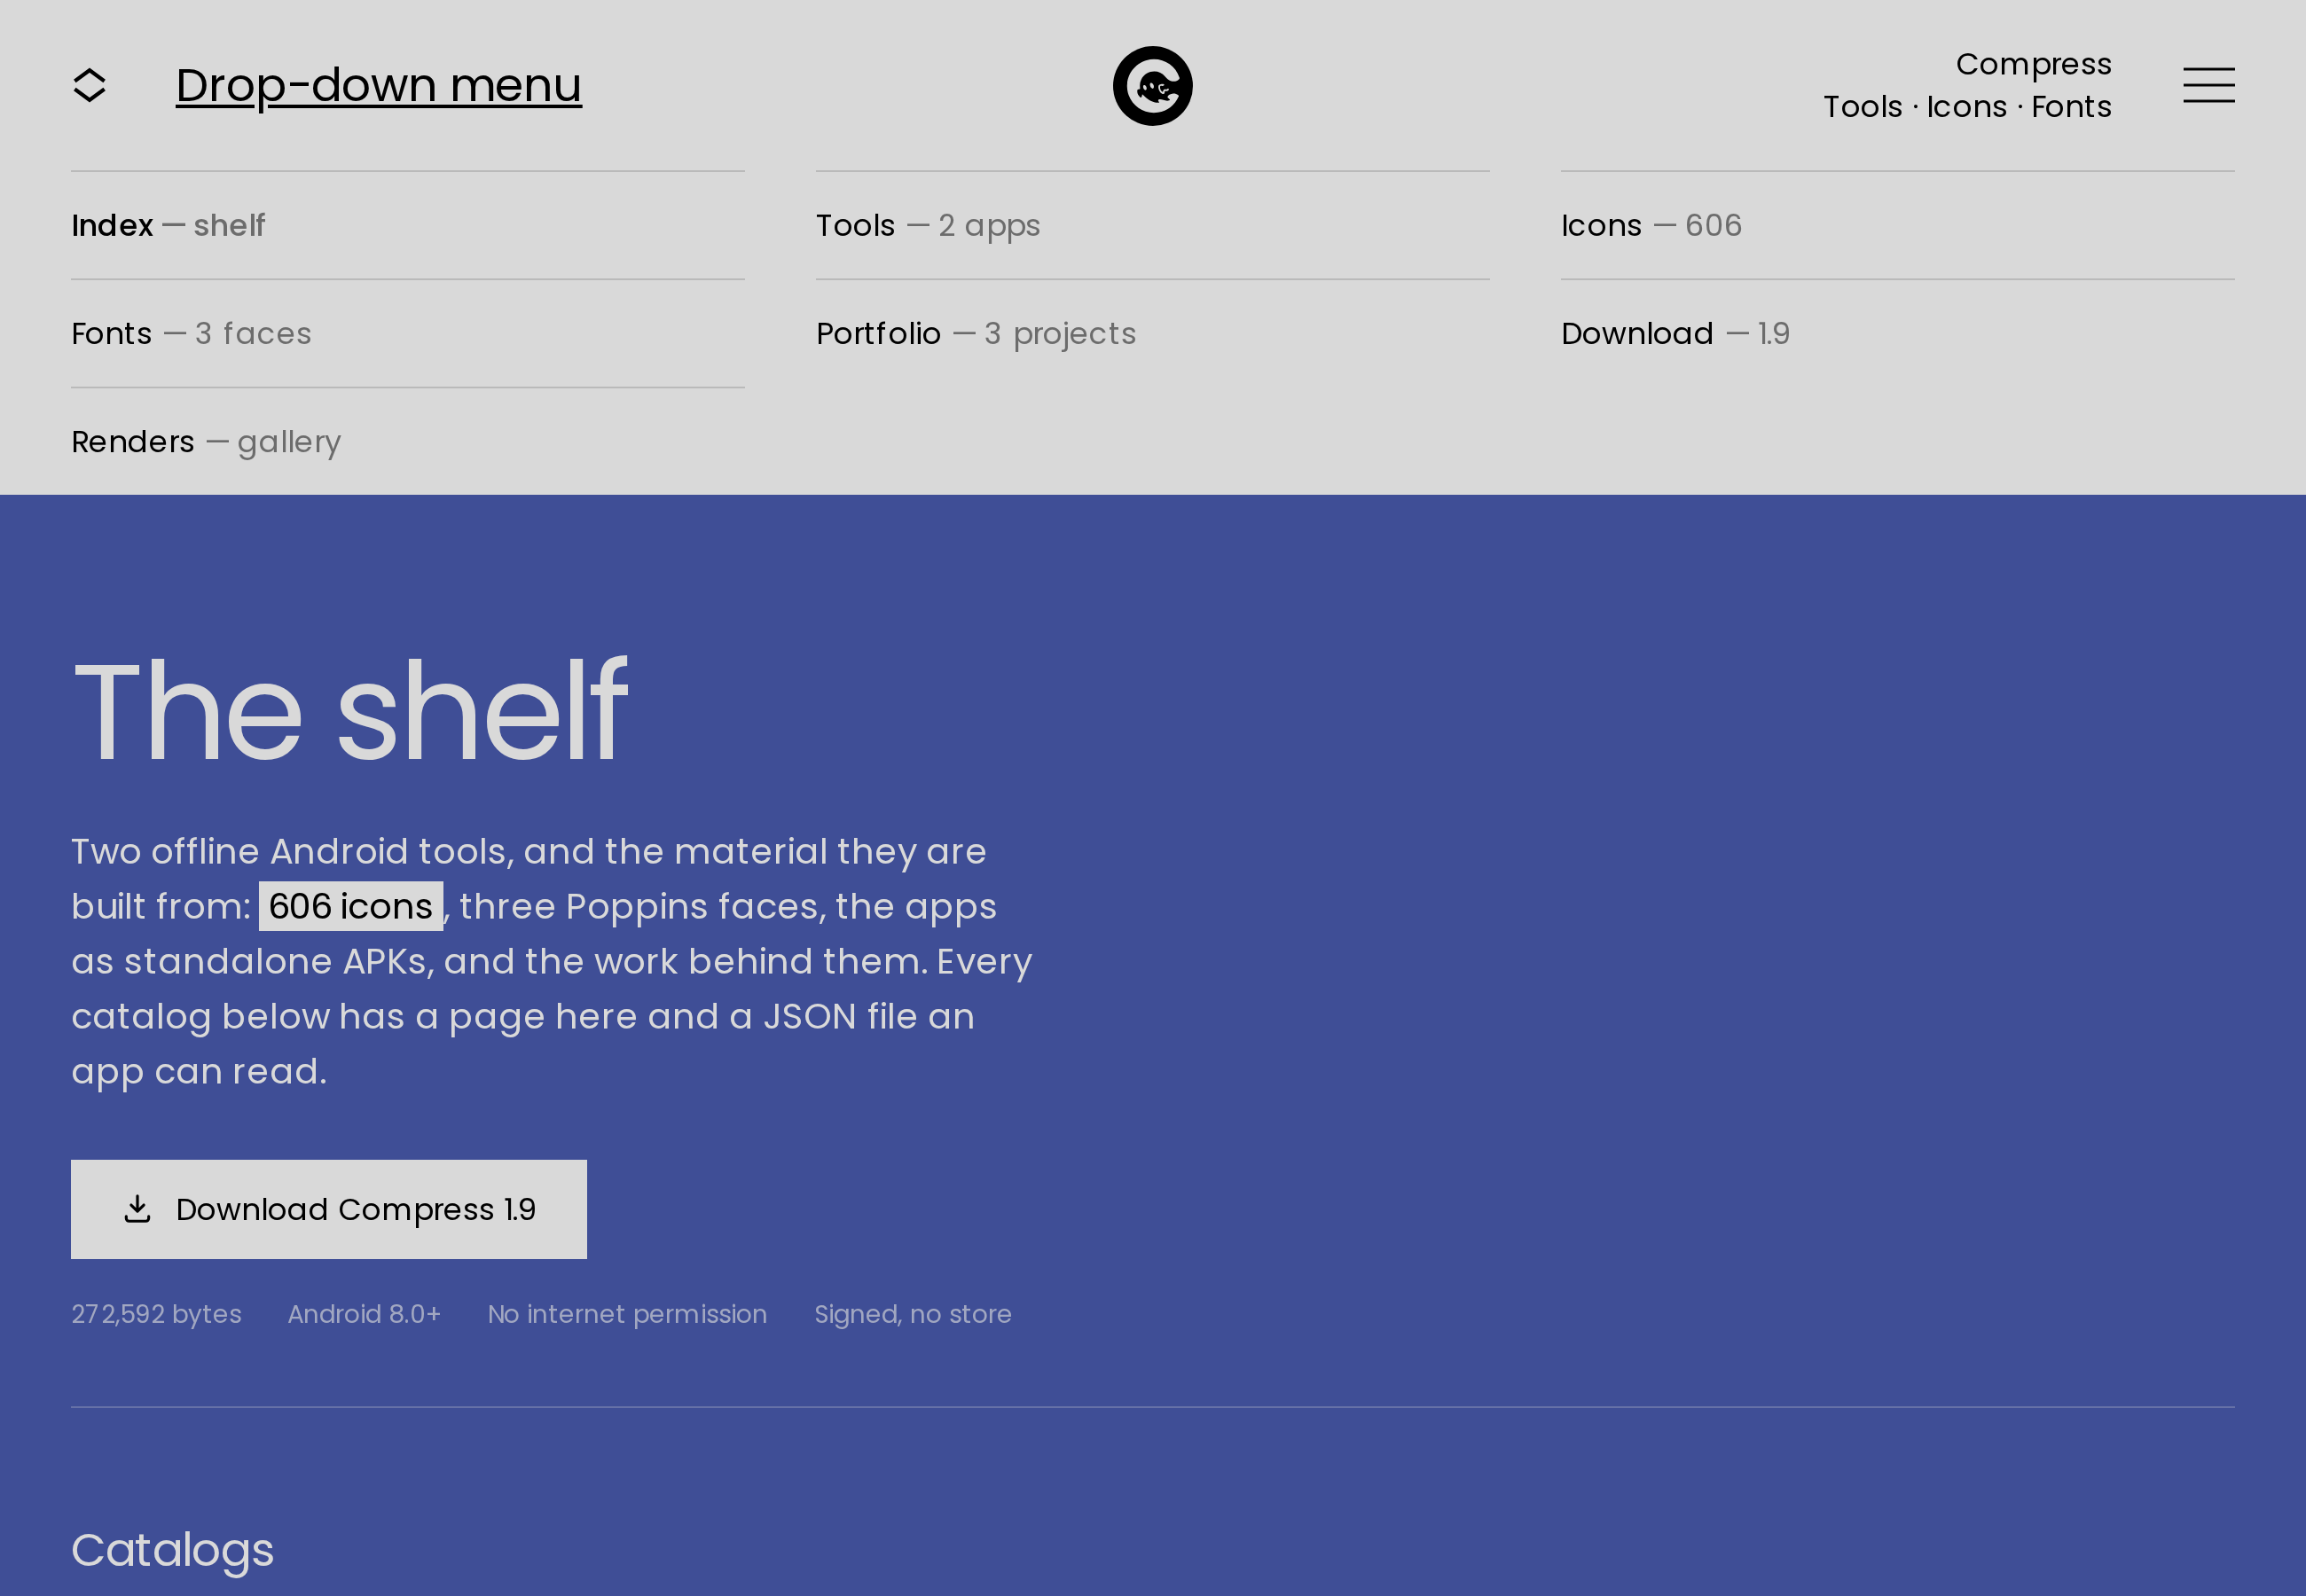 Drop-down menu
Compress
Tools · Icons · Fonts
Index — shelf
Tools — 2 apps
Icons — 606
Fonts — 3 faces
Portfolio — 3 projects
Download — 1.9
Renders — gallery
The shelf
Two offline Android tools, and the material they are
built from: 606 icons, three Poppins faces, the apps
as standalone APKs, and the work behind them. Every
catalog below has a page here and a JSON file an
app can read.
Download Compress 1.9
272,592 bytes
Android 8.0+
No internet permission
Signed, no store
Catalogs